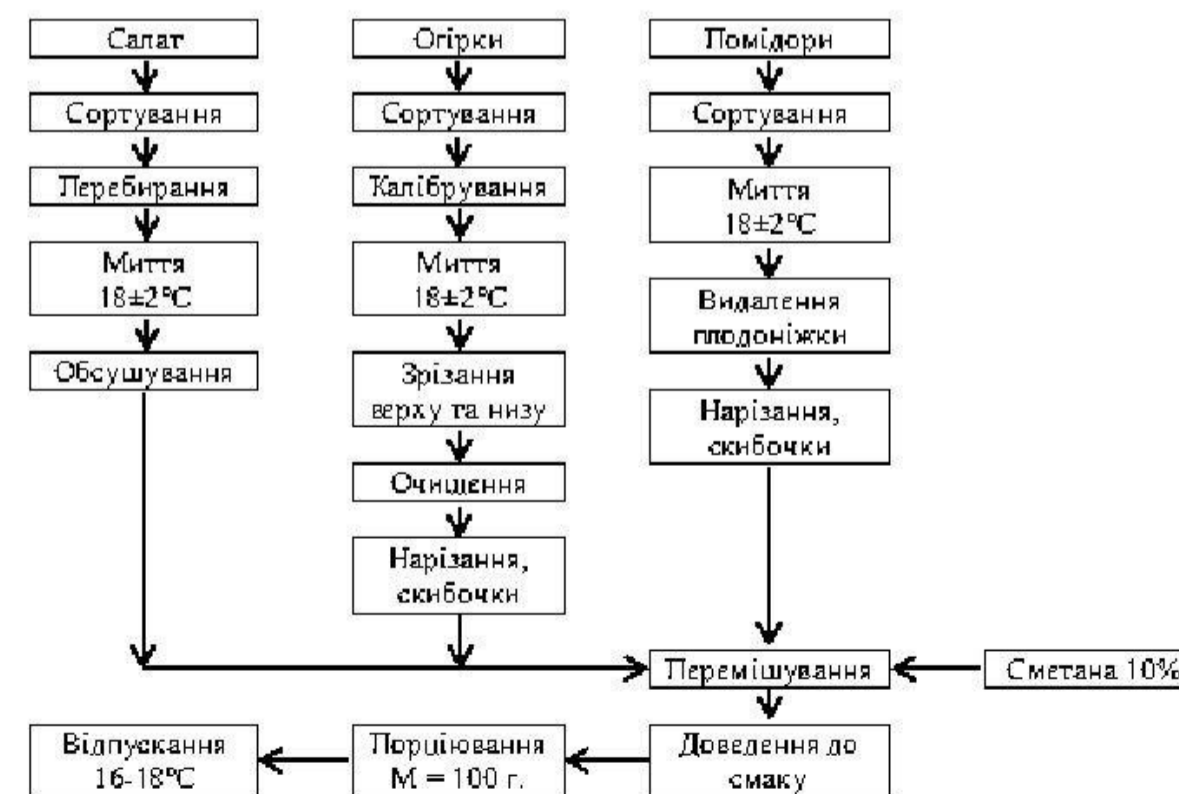 Салат
Сортування
Перебирання
Миття
18±2°С
Обсушування
Огірки
Сортування
Калібрування
Миття
18±2°С
Зрізання
верху та низу
Очищення
Нарізання,
скибочки
Помідори
Сортування
Миття
18±2°С
Видалення
плодоніжки
Нарізання,
скибочки
Перемішування
Сметана 10%
Доведення до
смаку
Порціювання
М = 100 г.
Відпускання
16-18°С